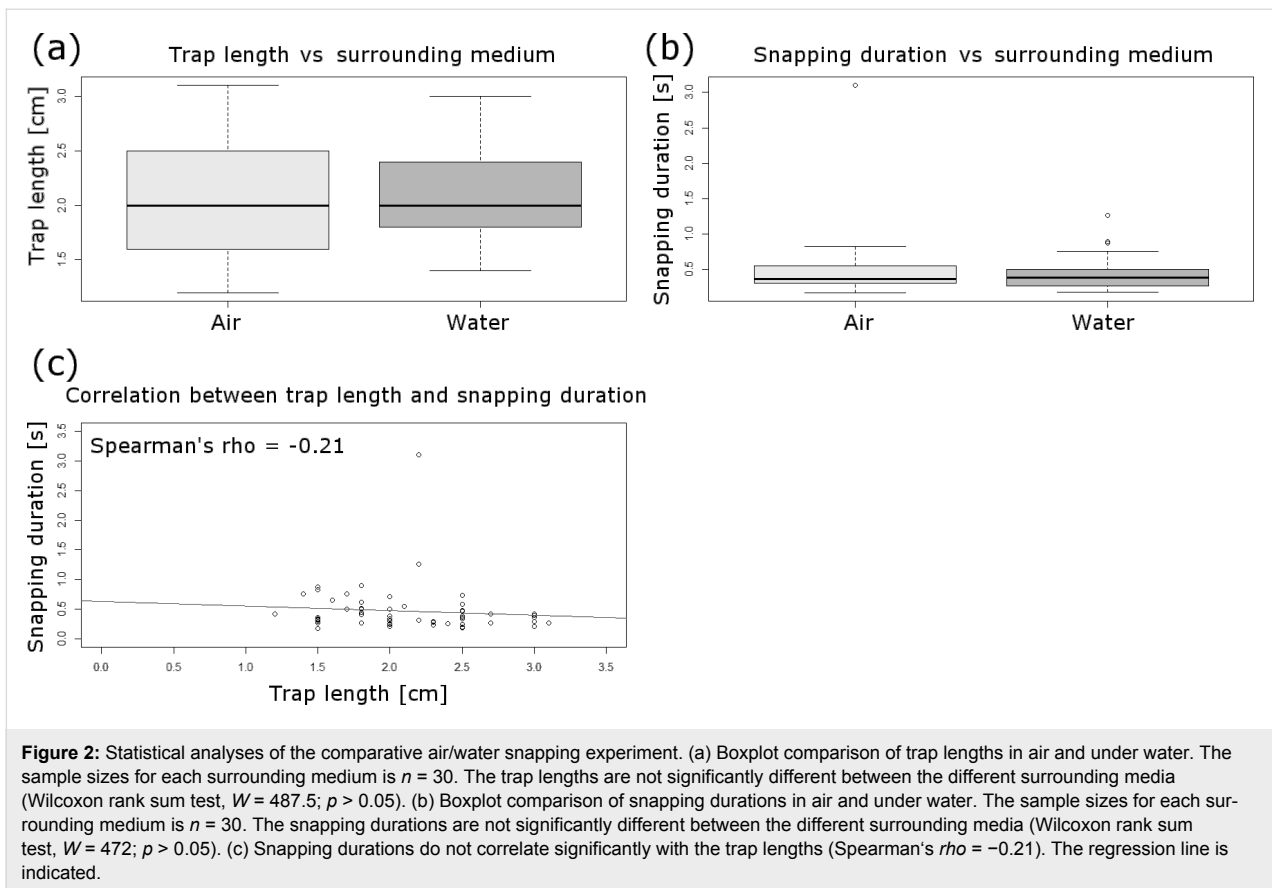 (a)
Trap length vs surrounding medium
Trap length [cm]
3.0
2.5
2.0
1.5
Air
Water
(b)
Snapping duration vs surrounding medium
Snapping duration [s]
3.0
2.5
2.0
1.5
1.0
0.5
Air
Water
(c)
Correlation between trap length and snapping duration
Spearman's rho = -0.21
Snapping duration [s]
3.5
3.0
2.5
2.0
1.5
1.0
0.5
0.0
0.0 0.5 1.0 1.5 2.0 2.5 3.0 3.5
Trap length [cm]
Figure 2: Statistical analyses of the comparative air/water snapping experiment. (a) Boxplot comparison of trap lengths in air and under water. The
sample sizes for each surrounding medium is n = 30. The trap lengths are not significantly different between the different surrounding media
(Wilcoxon rank sum test, W = 487.5; p > 0.05). (b) Boxplot comparison of snapping durations in air and under water. The sample sizes for each sur-
rounding medium is n = 30. The snapping durations are not significantly different between the different surrounding media (Wilcoxon rank sum
test, W = 472; p > 0.05). (c) Snapping durations do not correlate significantly with the trap lengths (Spearman‘s rho = −0.21). The regression line is
indicated.